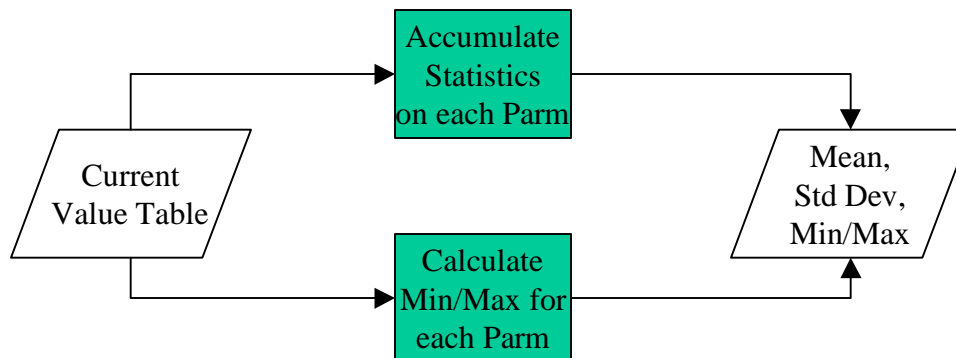 Accumulate
Statistics
on each Parm
Current
Value Table
Mean,
Std Dev,
Min/Max
Calculate
Min/Max for
each Parm